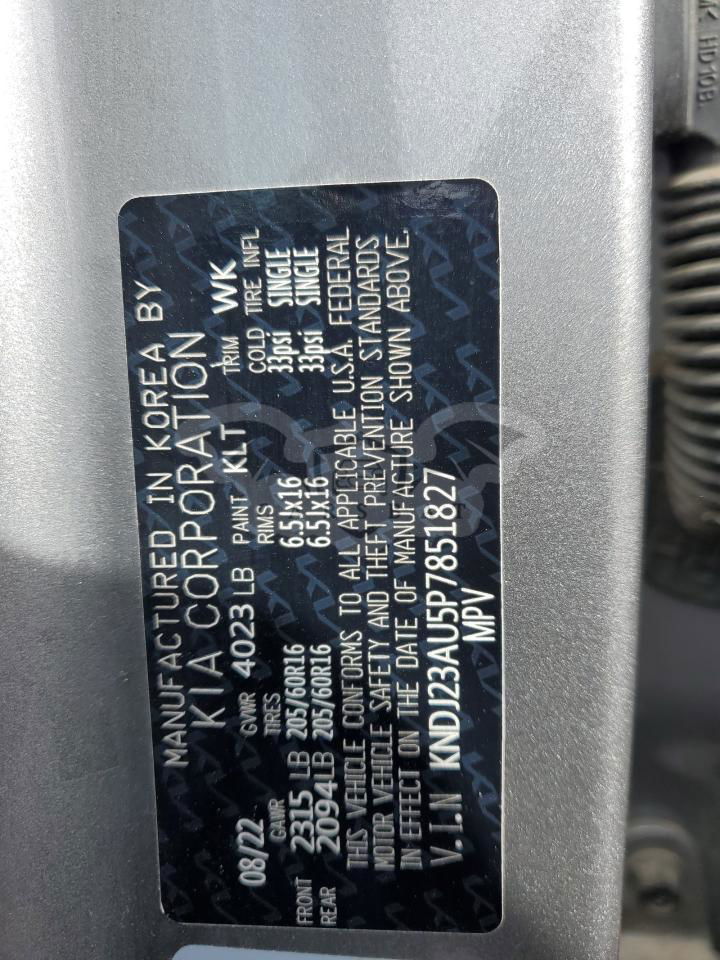 MANUFACTURED IN KOREA BY
KIA CORPORATION
08/22 GVWR 4023 LB PAINT KLT TRIM WK
GAWR TIRES RIMS COLD TIRE INFL
FRONT 2315 LB 205/60R16 6.5Jx16 33psi SINGLE
REAR 2094LB 205/60R16 6.5Jx16 33psi SINGLE
THIS VEHICLE CONFORMS TO ALL APPLICABLE U.S.A. FEDERAL
MOTOR VEHICLE SAFETY AND THEFT PREVENTION STANDARDS
IN EFFECT ON THE DATE OF MANUFACTURE SHOWN ABOVE.
V.I.N KNDJ23AU5P7851827
MPV
HD10B